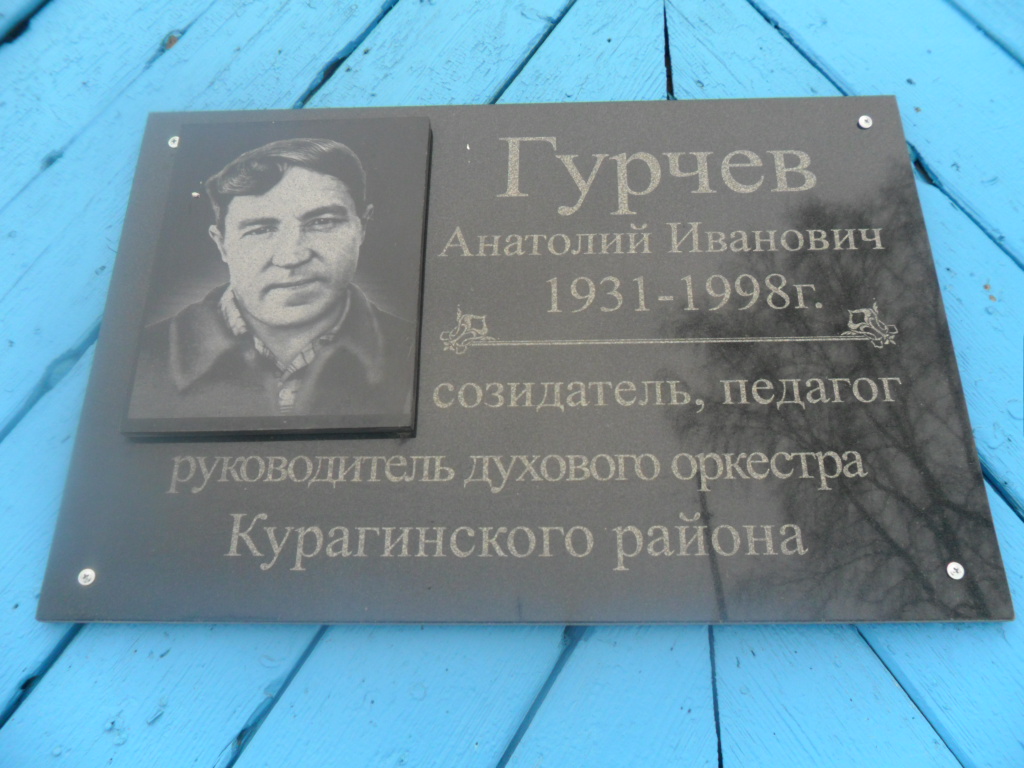 Гурчев
Анатолий Иванович
1931-1998г.
созидатель, педагог
руководитель духового оркестра
Курагинского района